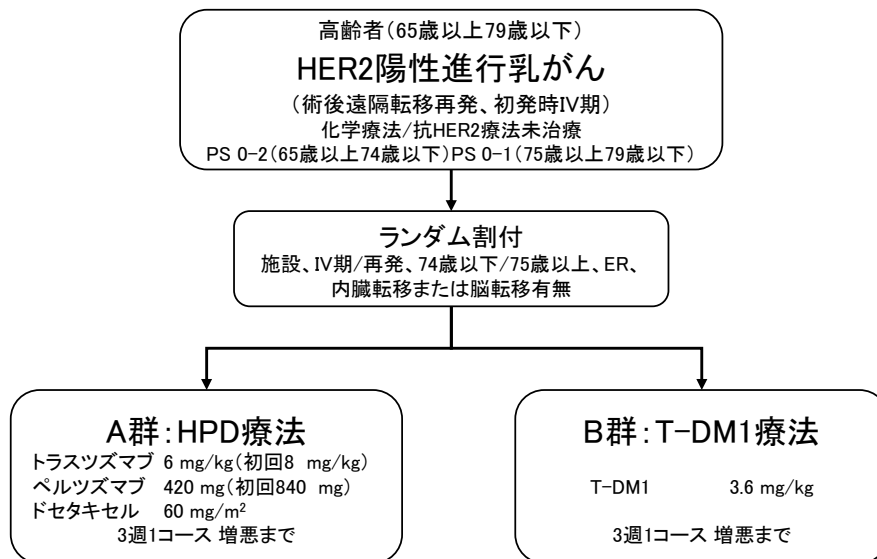 高齢者（65歳以上79歳以下）
HER2陽性進行乳がん
（術後遠隔転移再発、初発時IV期）
化学療法/抗HER2療法未治療
PS 0-2（65歳以上74歳以下）PS 0-1（75歳以上79歳以下）
ランダム割付
施設、IV期/再発、74歳以下/75歳以上、ER、
内臓転移または脳転移有無
A群：HPD療法
トラスツズマブ 6 mg/kg（初回8 mg/kg）
ペルツズマブ 420 mg（初回840 mg）
ドセタキセル 60 mg/m²
3週1コース 増悪まで
B群：T-DM1療法
T-DM1 3.6 mg/kg
3週1コース 増悪まで